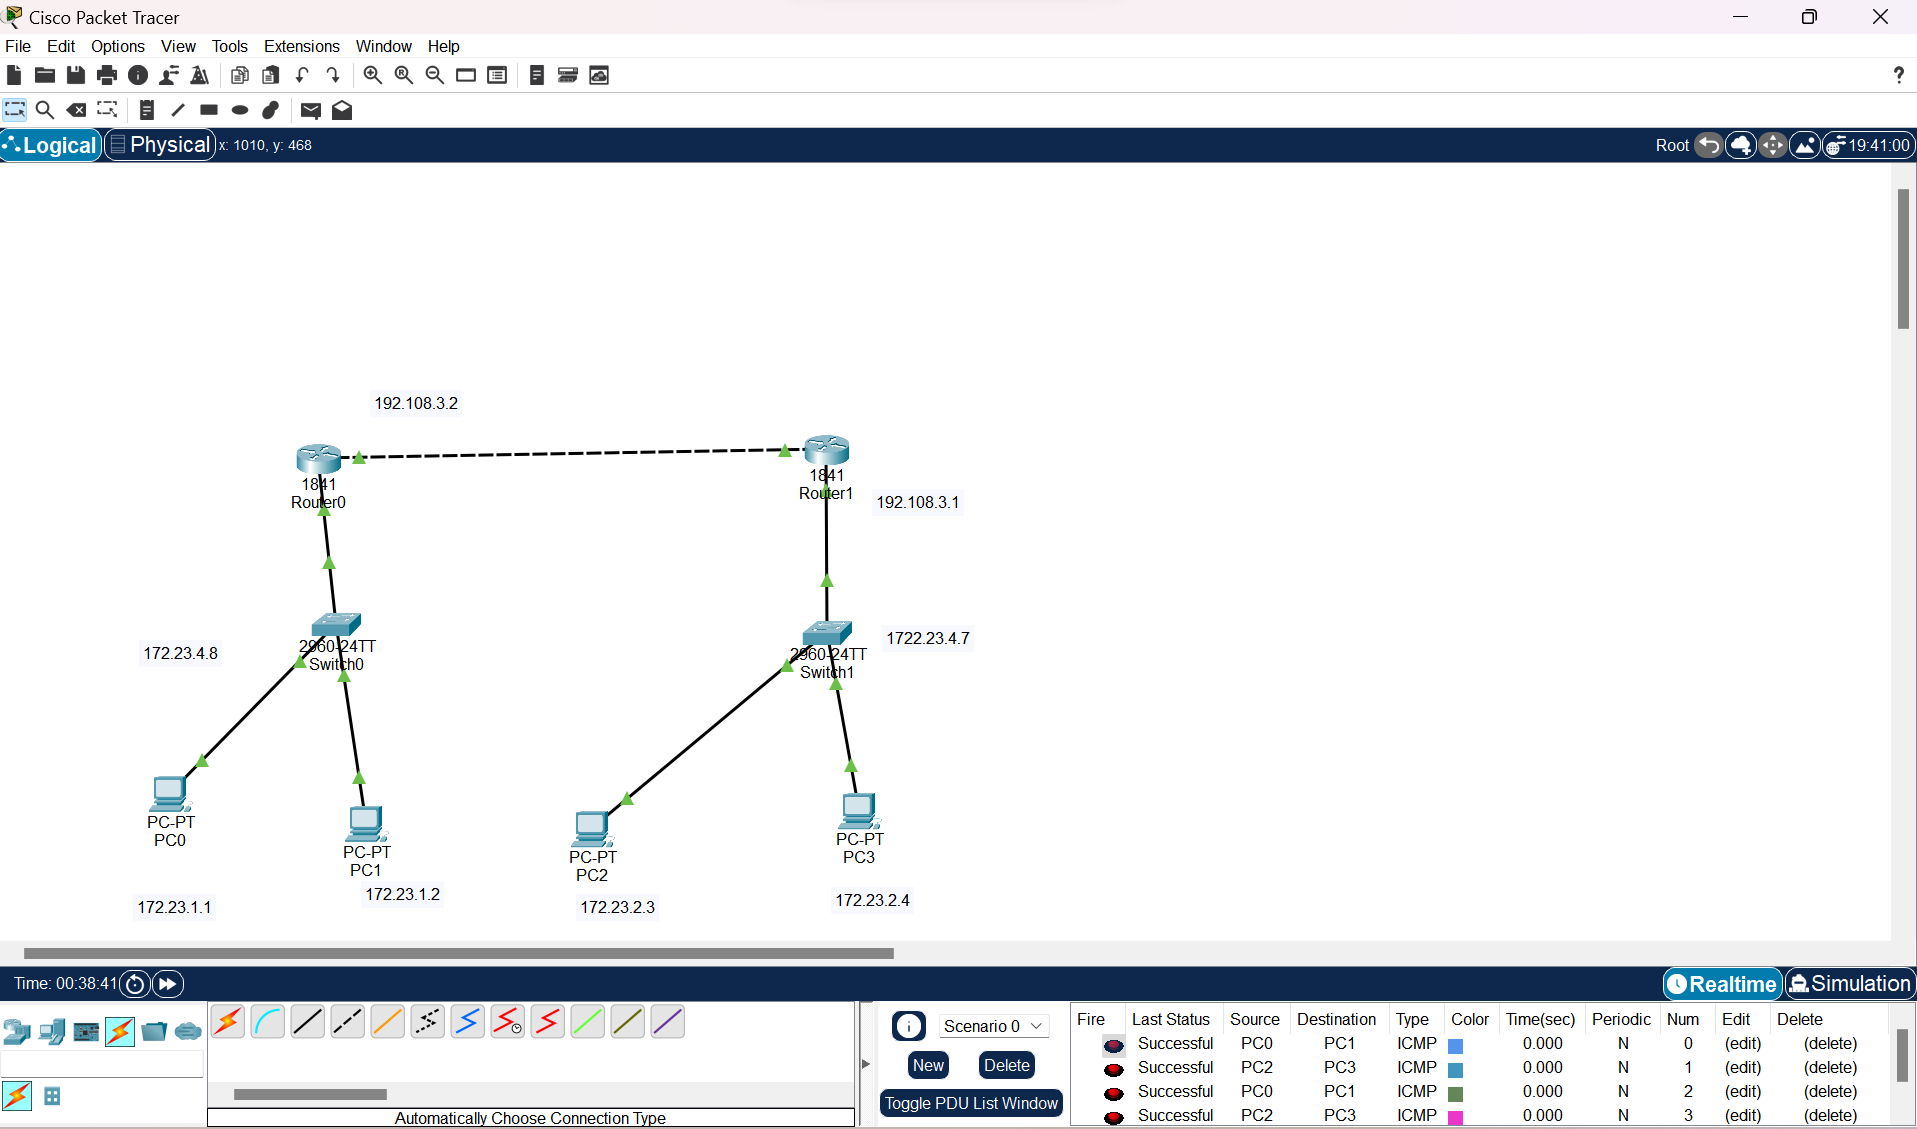 Cisco Packet Tracer
File Edit Options View Tools Extensions Window Help
?
Logical Physical x: 1010, y: 468 Root 19:41:00
192.108.3.2
1841
Router0
1841
Router1
192.108.3.1
172.23.4.8
2960-24TT
Switch0
1722.23.4.7
2960-24TT
Switch1
PC-PT
PC0
PC-PT
PC1
PC-PT
PC2
PC-PT
PC3
172.23.1.1
172.23.1.2
172.23.2.3
172.23.2.4
Time: 00:38:41 Realtime Simulation
Scenario 0
New Delete
Toggle PDU List Window
Automatically Choose Connection Type
Fire Last Status Source Destination Type Color Time(sec) Periodic Num Edit Delete
Successful PC0 PC1 ICMP 0.000 N 0 (edit) (delete)
Successful PC2 PC3 ICMP 0.000 N 1 (edit) (delete)
Successful PC0 PC1 ICMP 0.000 N 2 (edit) (delete)
Successful PC2 PC3 ICMP 0.000 N 3 (edit) (delete)